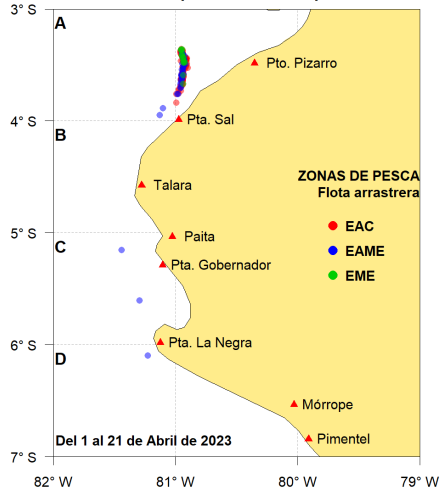 3° S
A
Pto. Pizarro
4° S
Pta. Sal
B
ZONAS DE PESCA
Flota arrastrera
Talara
EAC
5° S
Paita
C
EAME
Pta. Gobernador
EME
6° S
Pta. La Negra
D
Mórrope
Del 1 al 21 de Abril de 2023
Pimentel
7° S
82° W
81° W
80° W
79° W